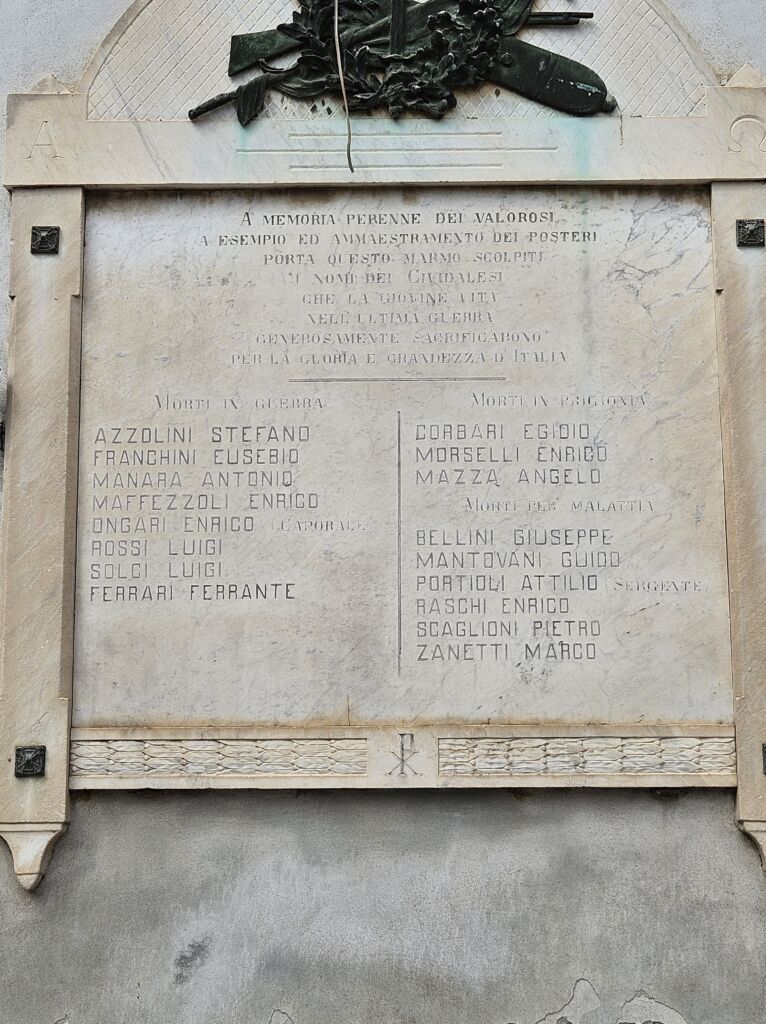 Α
Ω
A MEMORIA PERENNE DEI VALOROSI
A ESEMPIO ED AMMAESTRAMENTO DEI POSTERI
PORTA QUESTO MARMO SCOLPITI
I NOMI DEI CIVIDALESI
CHE LA GIOVINE VITA
NELL'ULTIMA GUERRA
GENEROSAMENTE SACRIFICARONO
PER LA GLORIA E GRANDEZZA D'ITALIA
MORTI IN GUERRA
AZZOLINI STEFANO
FRANCHINI EUSEBIO
MANARA ANTONIO
MAFFEZZOLI ENRICO
ONGARI ENRICO (CAPORALE)
ROSSI LUIGI
SOLCI LUIGI
FERRARI FERRANTE
MORTI IN PRIGIONIA
CORBARI EGIDIO
MORSELLI ENRICO
MAZZA ANGELO
MORTI PER MALATTIA
BELLINI GIUSEPPE
MANTOVANI GUIDO
PORTIOLI ATTILIO (SERGENTE)
RASCHI ENRICO
SCAGLIONI PIETRO
ZANETTI MARCO